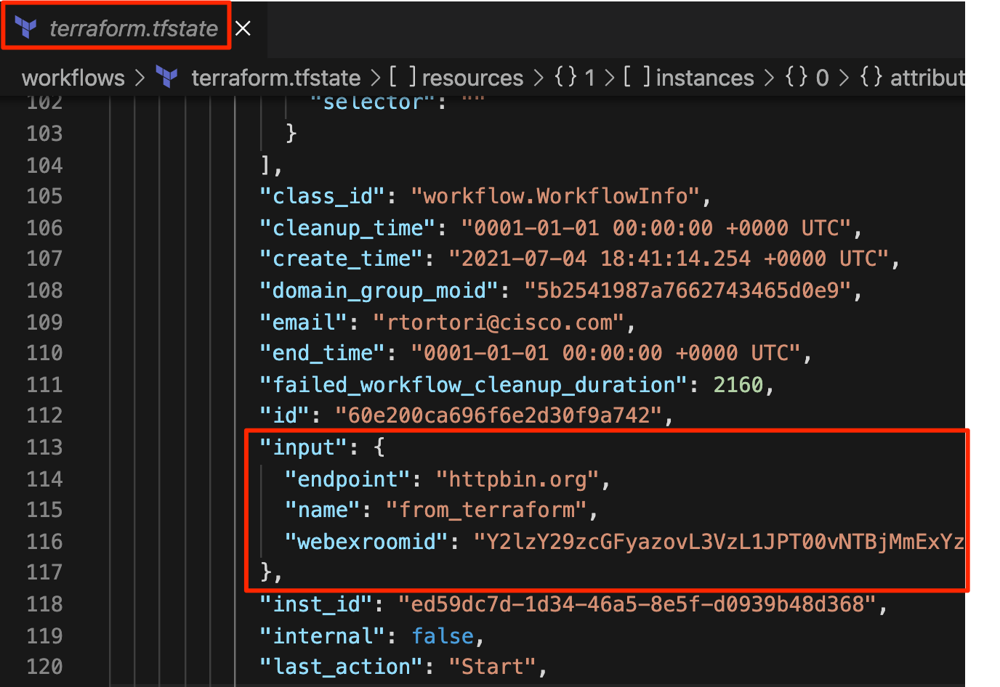 terraform.tfstate
workflows > terraform.tfstate > [ ] resources > {} 1 > [ ] instances > {} 0 > {} attribut
102 "selector": ""
103 }
104 ],
105 "class_id": "workflow.WorkflowInfo",
106 "cleanup_time": "0001-01-01 00:00:00 +0000 UTC",
107 "create_time": "2021-07-04 18:41:14.254 +0000 UTC",
108 "domain_group_moid": "5b2541987a7662743465d0e9",
109 "email": "rtortori@cisco.com",
110 "end_time": "0001-01-01 00:00:00 +0000 UTC",
111 "failed_workflow_cleanup_duration": 2160,
112 "id": "60e200ca696f6e2d30f9a742",
113 "input": {
114 "endpoint": "httpbin.org",
115 "name": "from_terraform",
116 "webexroomid": "Y2lzY29zcGFyazovL3VzL1JPT00vNTBjMmExYz
117 },
118 "inst_id": "ed59dc7d-1d34-46a5-8e5f-d0939b48d368",
119 "internal": false,
120 "last_action": "Start",